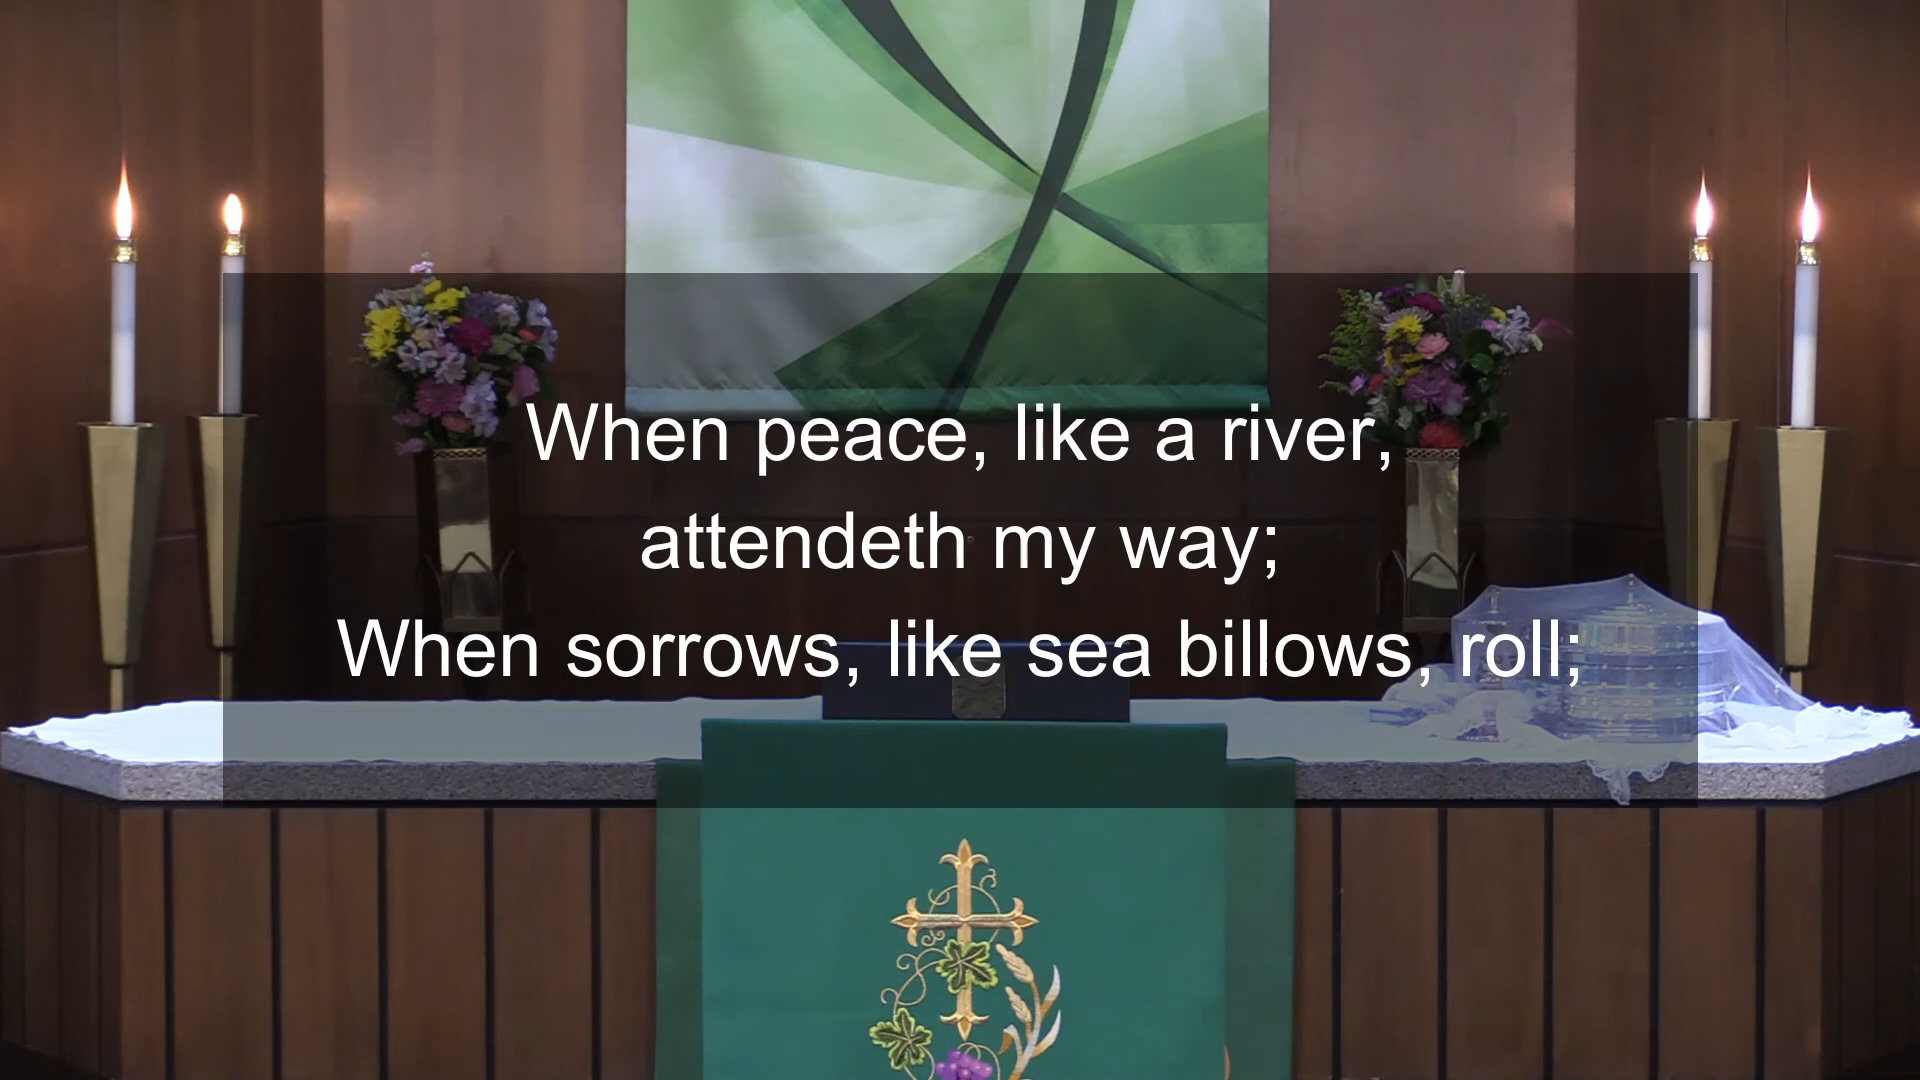 When peace, like a river,
attendeth my way;
When sorrows, like sea billows, roll;